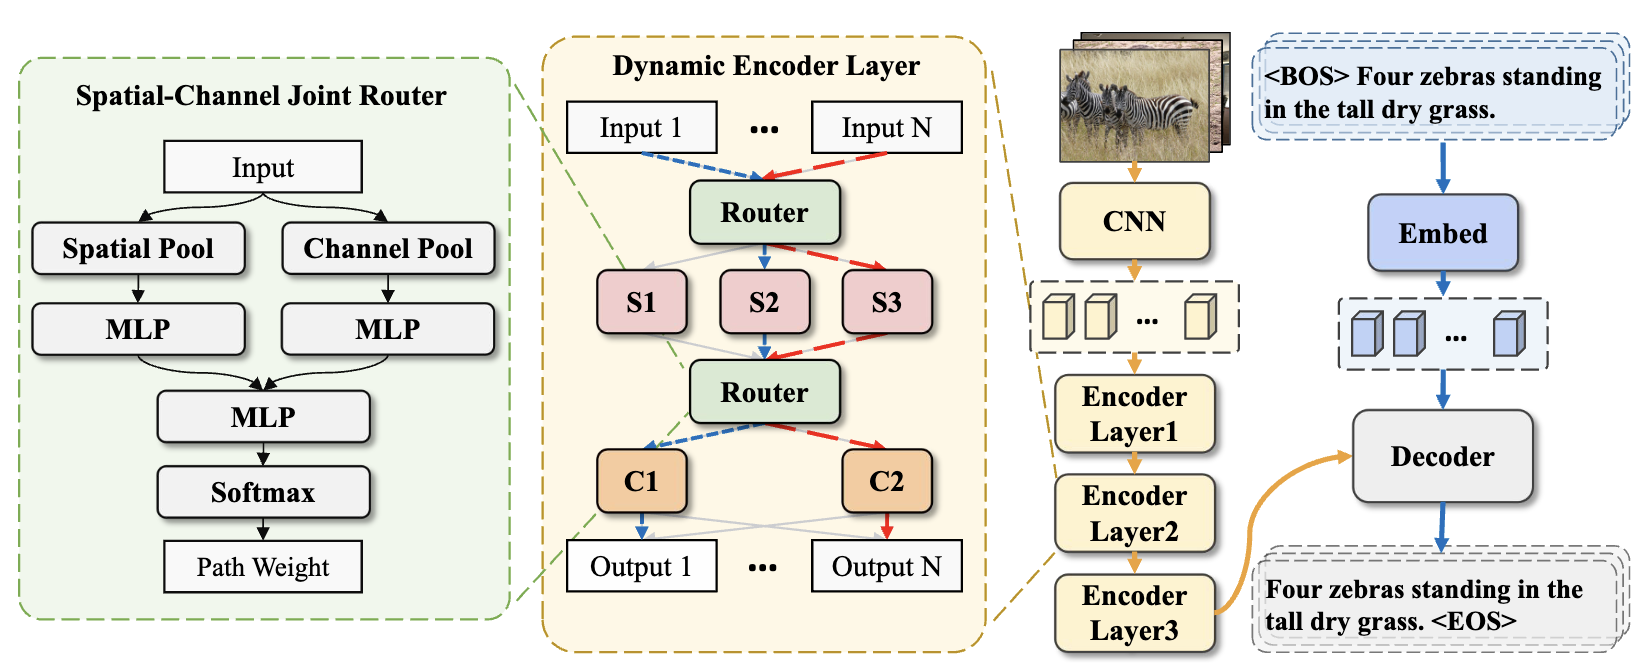 Spatial-Channel Joint Router
Input
Spatial Pool
Channel Pool
MLP
MLP
MLP
Softmax
Path Weight
Dynamic Encoder Layer
Input 1
...
Input N
Router
S1
S2
S3
Router
C1
C2
Output 1
...
Output N
CNN
...
Encoder
Layer1
Encoder
Layer2
Encoder
Layer3
<BOS> Four zebras standing
in the tall dry grass.
Embed
...
Decoder
Four zebras standing in the
tall dry grass. <EOS>